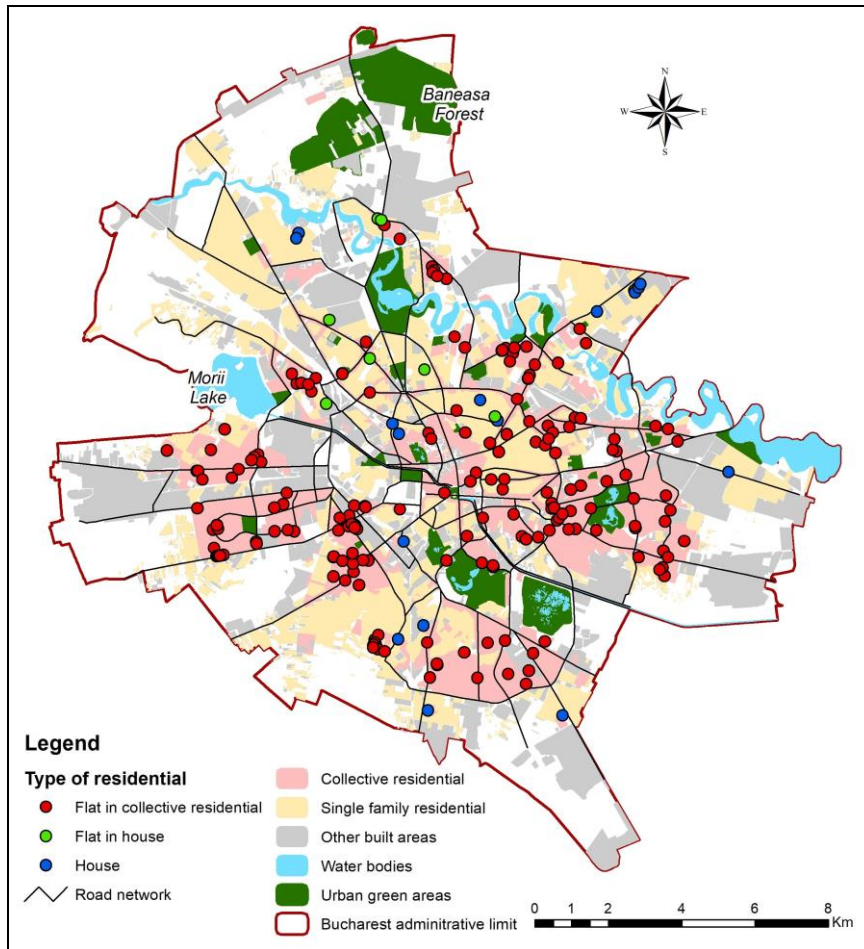 Baneasa
Forest
N
W
E
S
Morii
Lake
Legend
Type of residential
Flat in collective residential
Flat in house
House
Road network
Collective residential
Single family residential
Other built areas
Water bodies
Urban green areas
Bucharest adminitrative limit
0 1 2 4 6 8
Km